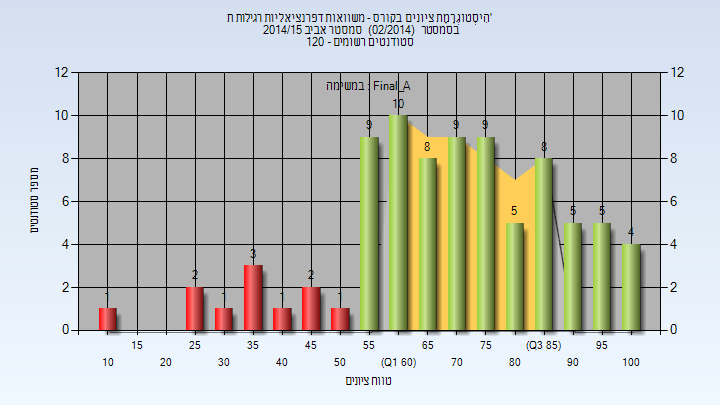 הִיסְטוֹגְרָמַת ציונים בקורס - משוואות דפרנציאליות רגילות ת'
בסמסטר (02/2014) סמסטר אביב 2014/15
סטודנטים רשומים - 120
במשימה : Final_A
מספר סטודנטים
12 12
10 10
8 8
6 6
4 4
2 2
0 0
1 2 1 3 1 2 1 9 10 8 9 9 5 8 5 5 4
15 25 35 45 55 65 75 (Q3 85) 95
10 20 30 40 50 (Q1 60) 70 80 90 100
טווח ציונים